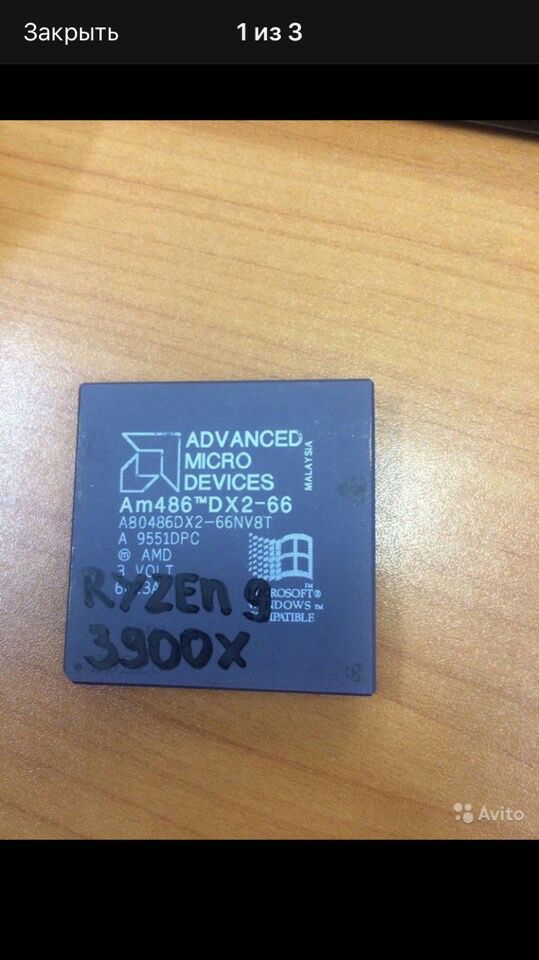 Закрыть
1 из 3
ADVANCED
MICRO
DEVICES
MALAYSIA
Am486™DX2-66
A80486DX2-66NV8T
A 9551DPC
Ⓜ AMD
3 VOLT
RYZEN 9
3900X
Avito